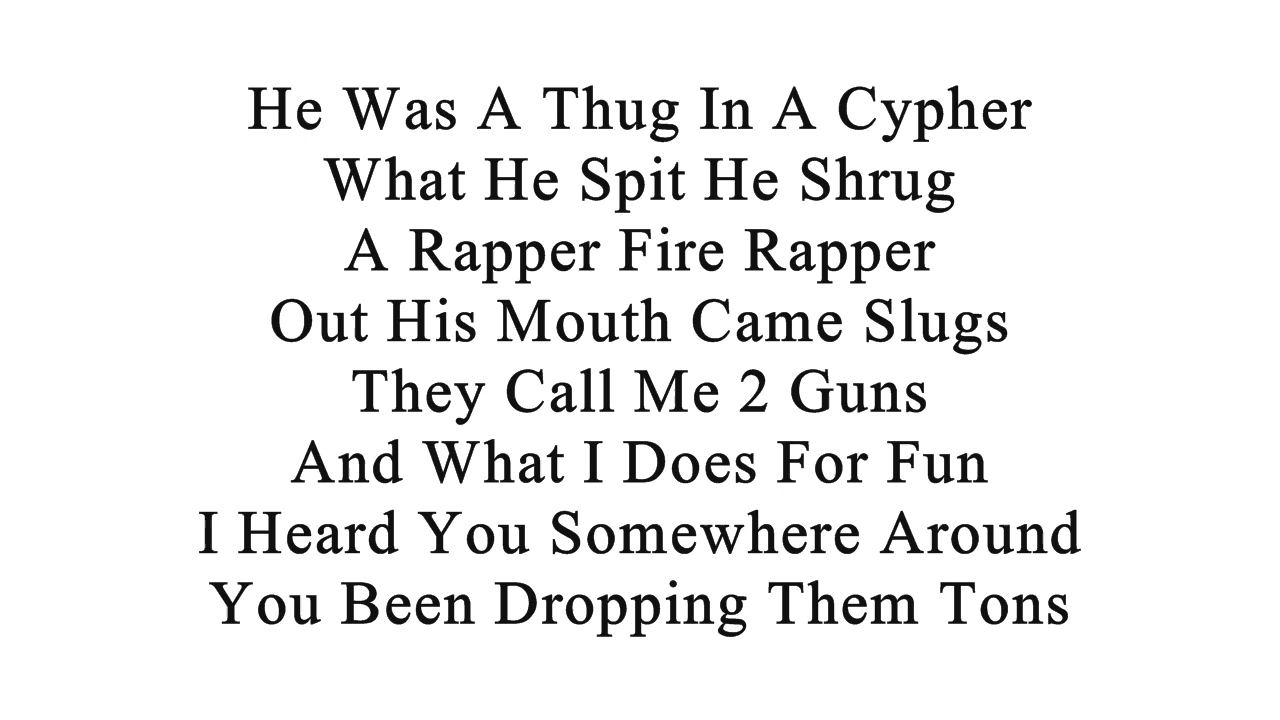 He Was A Thug In A Cypher
What He Spit He Shrug
A Rapper Fire Rapper
Out His Mouth Came Slugs
They Call Me 2 Guns
And What I Does For Fun
I Heard You Somewhere Around
You Been Dropping Them Tons